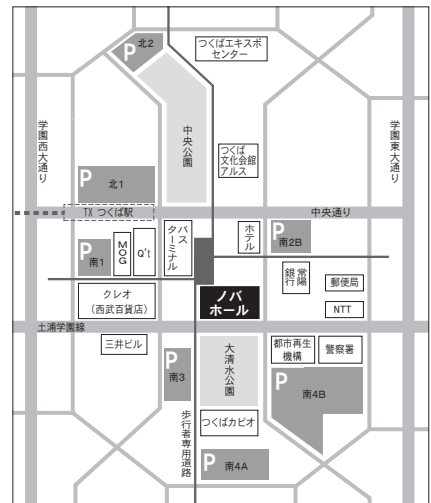 P
北2
つくばエキスポ
センター
中央公園
学園西大通り
学園東大通り
つくば
文化会館
アルス
P
北1
TX つくば駅
中央通り
P
南1
MOG
Q't
バス
ターミナル
ホテル
P
南2B
常陽
銀行
郵便局
クレオ
（西武百貨店）
ノバ
ホール
NTT
土浦学園線
三井ビル
P
南3
大清水公園
都市再生
機構
警察署
P
南4B
つくばカピオ
歩行者専用道路
P
南4A